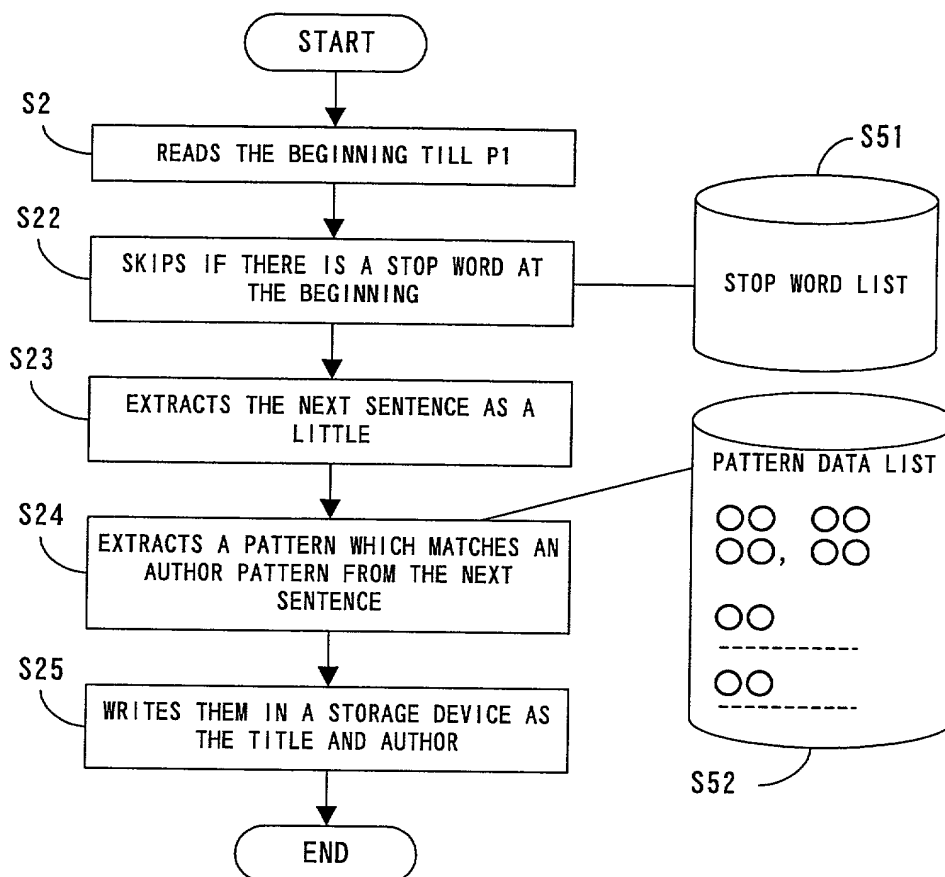 START
S2
READS THE BEGINNING TILL P1
S51
S22
SKIPS IF THERE IS A STOP WORD AT
THE BEGINNING
STOP WORD LIST
S23
EXTRACTS THE NEXT SENTENCE AS A
LITTLE
PATTERN DATA LIST
○○ ○○
○○, ○○
○○
○○
S24
EXTRACTS A PATTERN WHICH MATCHES AN
AUTHOR PATTERN FROM THE NEXT
SENTENCE
S25
WRITES THEM IN A STORAGE DEVICE AS
THE TITLE AND AUTHOR
S52
END